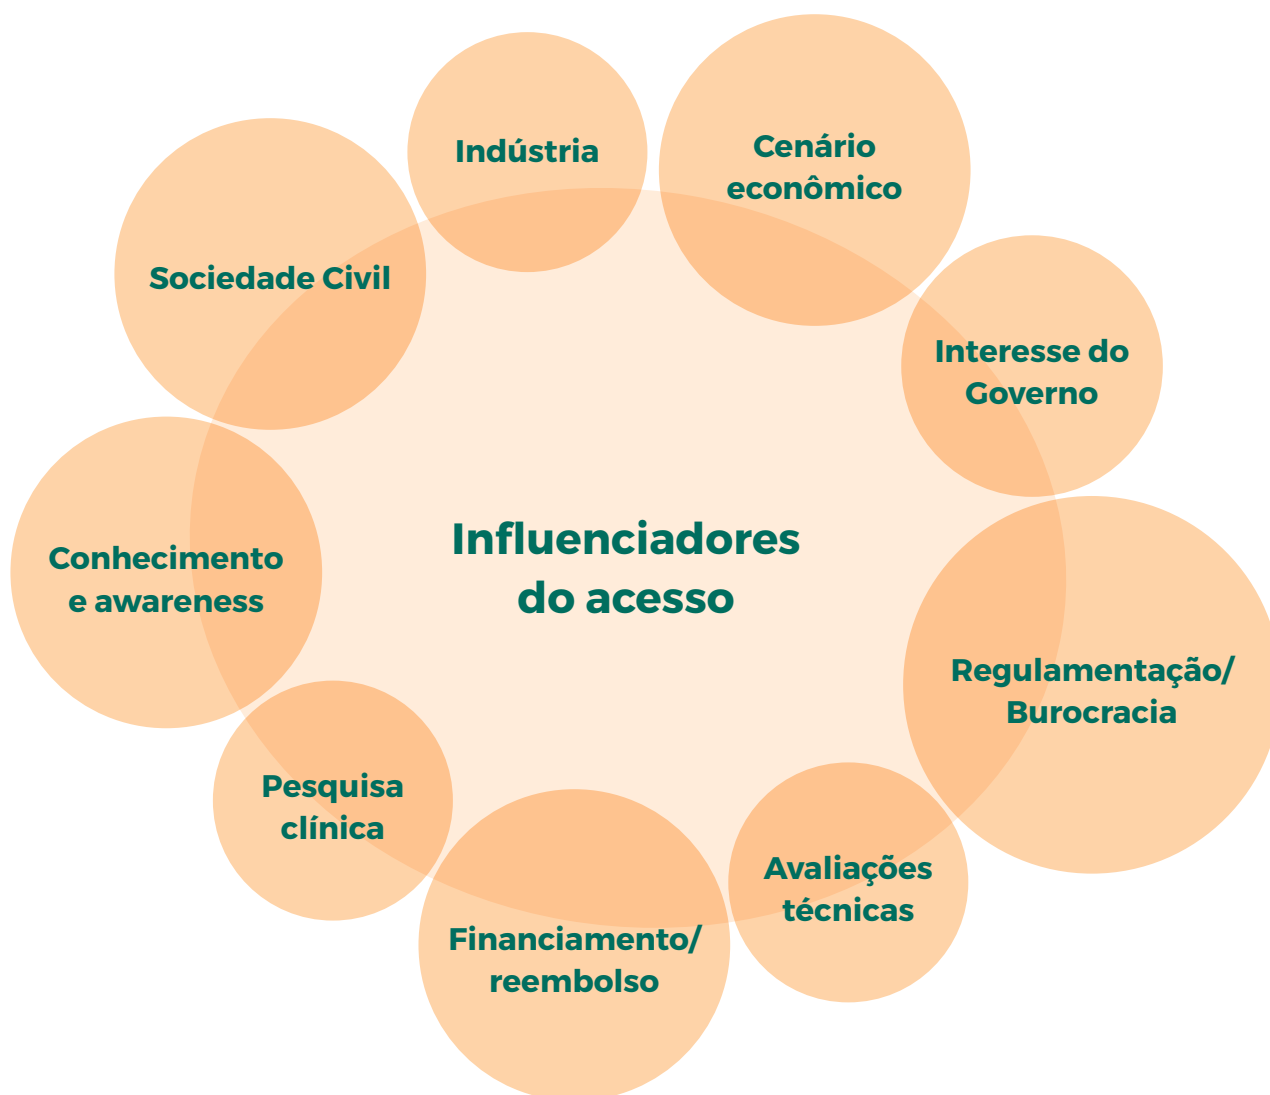 Indústria
Cenário
econômico
Sociedade Civil
Interesse do
Governo
Influenciadores
do acesso
Conhecimento
e awareness
Regulamentação/
Burocracia
Pesquisa
clínica
Avaliações
técnicas
Financiamento/
reembolso